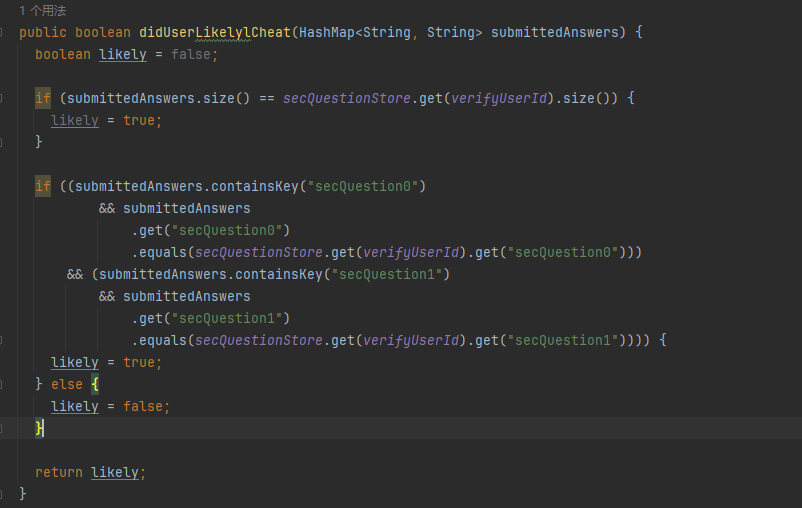 1 个用法
public boolean didUserLikelylCheat(HashMap<String, String> submittedAnswers) {
boolean likely = false;
if (submittedAnswers.size() == secQuestionStore.get(verifyUserId).size()) {
likely = true;
}
if ((submittedAnswers.containsKey("secQuestion0")
&& submittedAnswers
.get("secQuestion0")
.equals(secQuestionStore.get(verifyUserId).get("secQuestion0")))
&& (submittedAnswers.containsKey("secQuestion1")
&& submittedAnswers
.get("secQuestion1")
.equals(secQuestionStore.get(verifyUserId).get("secQuestion1")))) {
likely = true;
} else {
likely = false;
}
return likely;
}